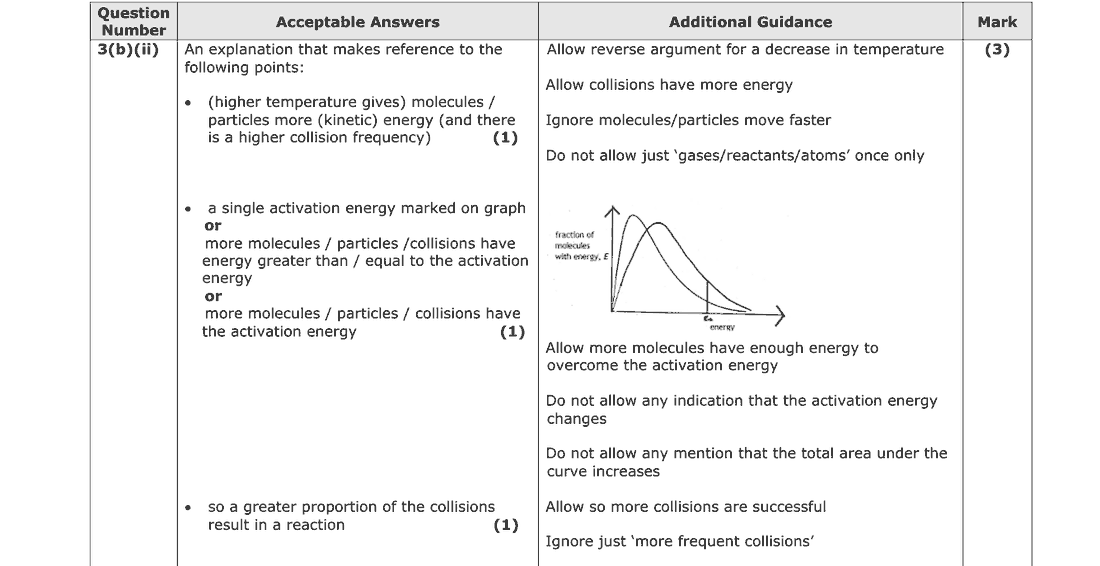 Question Number
Acceptable Answers
Additional Guidance
Mark
3(b)(ii)
An explanation that makes reference to the
following points:
• (higher temperature gives) molecules /
particles more (kinetic) energy (and there
is a higher collision frequency) (1)
• a single activation energy marked on graph
or
more molecules / particles /collisions have
energy greater than / equal to the activation
energy
or
more molecules / particles / collisions have
the activation energy (1)
• so a greater proportion of the collisions
result in a reaction (1)
Allow reverse argument for a decrease in temperature
Allow collisions have more energy
Ignore molecules/particles move faster
Do not allow just ‘gases/reactants/atoms’ once only
fraction of
molecules
with energy, E
energy
Allow more molecules have enough energy to
overcome the activation energy
Do not allow any indication that the activation energy
changes
Do not allow any mention that the total area under the
curve increases
Allow so more collisions are successful
Ignore just ‘more frequent collisions’
(3)